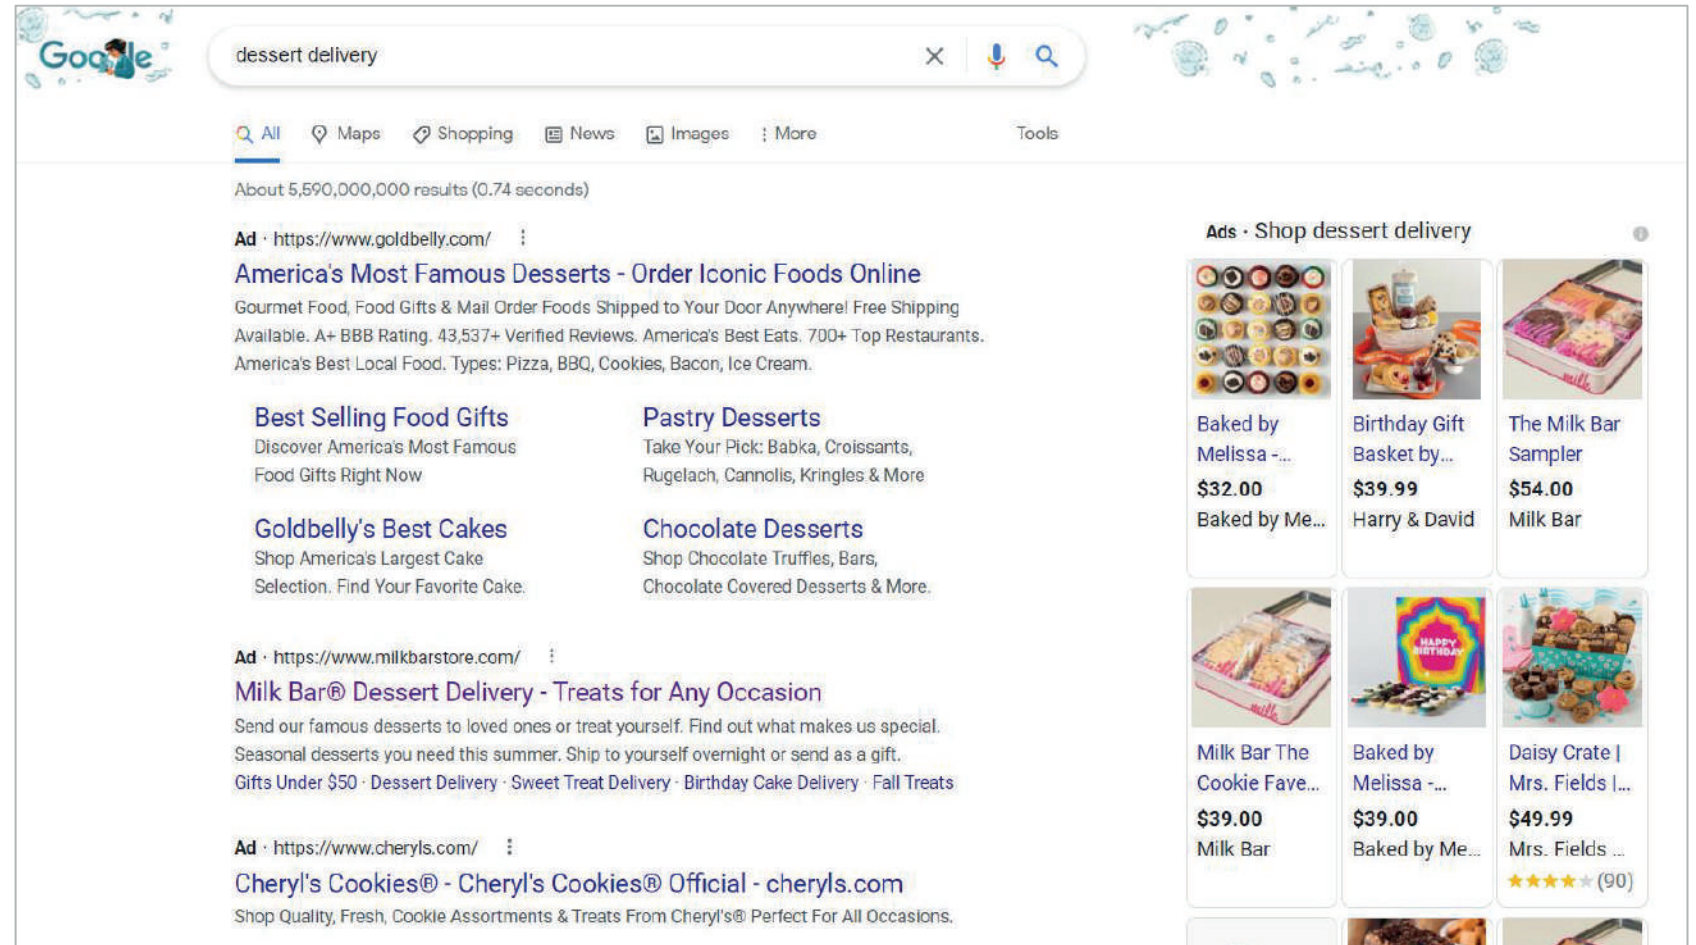 Google
dessert delivery
All
Maps
Shopping
News
Images
More
Tools
About 5,590,000,000 results (0.74 seconds)
Ad · https://www.goldbelly.com/
America's Most Famous Desserts - Order Iconic Foods Online
Gourmet Food, Food Gifts & Mail Order Foods Shipped to Your Door Anywhere! Free Shipping
Available. A+ BBB Rating. 43,537+ Verified Reviews. America's Best Eats. 700+ Top Restaurants.
America's Best Local Food. Types: Pizza, BBQ, Cookies, Bacon, Ice Cream.
Best Selling Food Gifts
Discover America's Most Famous
Food Gifts Right Now
Pastry Desserts
Take Your Pick: Babka, Croissants,
Rugelach, Cannolis, Kringles & More
Goldbelly's Best Cakes
Shop America's Largest Cake
Selection. Find Your Favorite Cake.
Chocolate Desserts
Shop Chocolate Truffles, Bars,
Chocolate Covered Desserts & More.
Ad · https://www.milkbarstore.com/
Milk Bar® Dessert Delivery - Treats for Any Occasion
Send our famous desserts to loved ones or treat yourself. Find out what makes us special.
Seasonal desserts you need this summer. Ship to yourself overnight or send as a gift.
Gifts Under $50 · Dessert Delivery · Sweet Treat Delivery · Birthday Cake Delivery · Fall Treats
Ad · https://www.cheryls.com/
Cheryl's Cookies® - Cheryl's Cookies® Official - cheryls.com
Shop Quality, Fresh, Cookie Assortments & Treats From Cheryl's® Perfect For All Occasions.
Ads · Shop dessert delivery
milk
Baked by
Melissa -...
$32.00
Baked by Me...
Birthday Gift
Basket by...
$39.99
Harry & David
The Milk Bar
Sampler
$54.00
Milk Bar
milk
HAPPY
BIRTHDAY
Milk Bar The
Cookie Fave...
$39.00
Milk Bar
Baked by
Melissa -...
$39.00
Baked by Me...
Daisy Crate |
Mrs. Fields |...
$49.99
Mrs. Fields ...
(90)